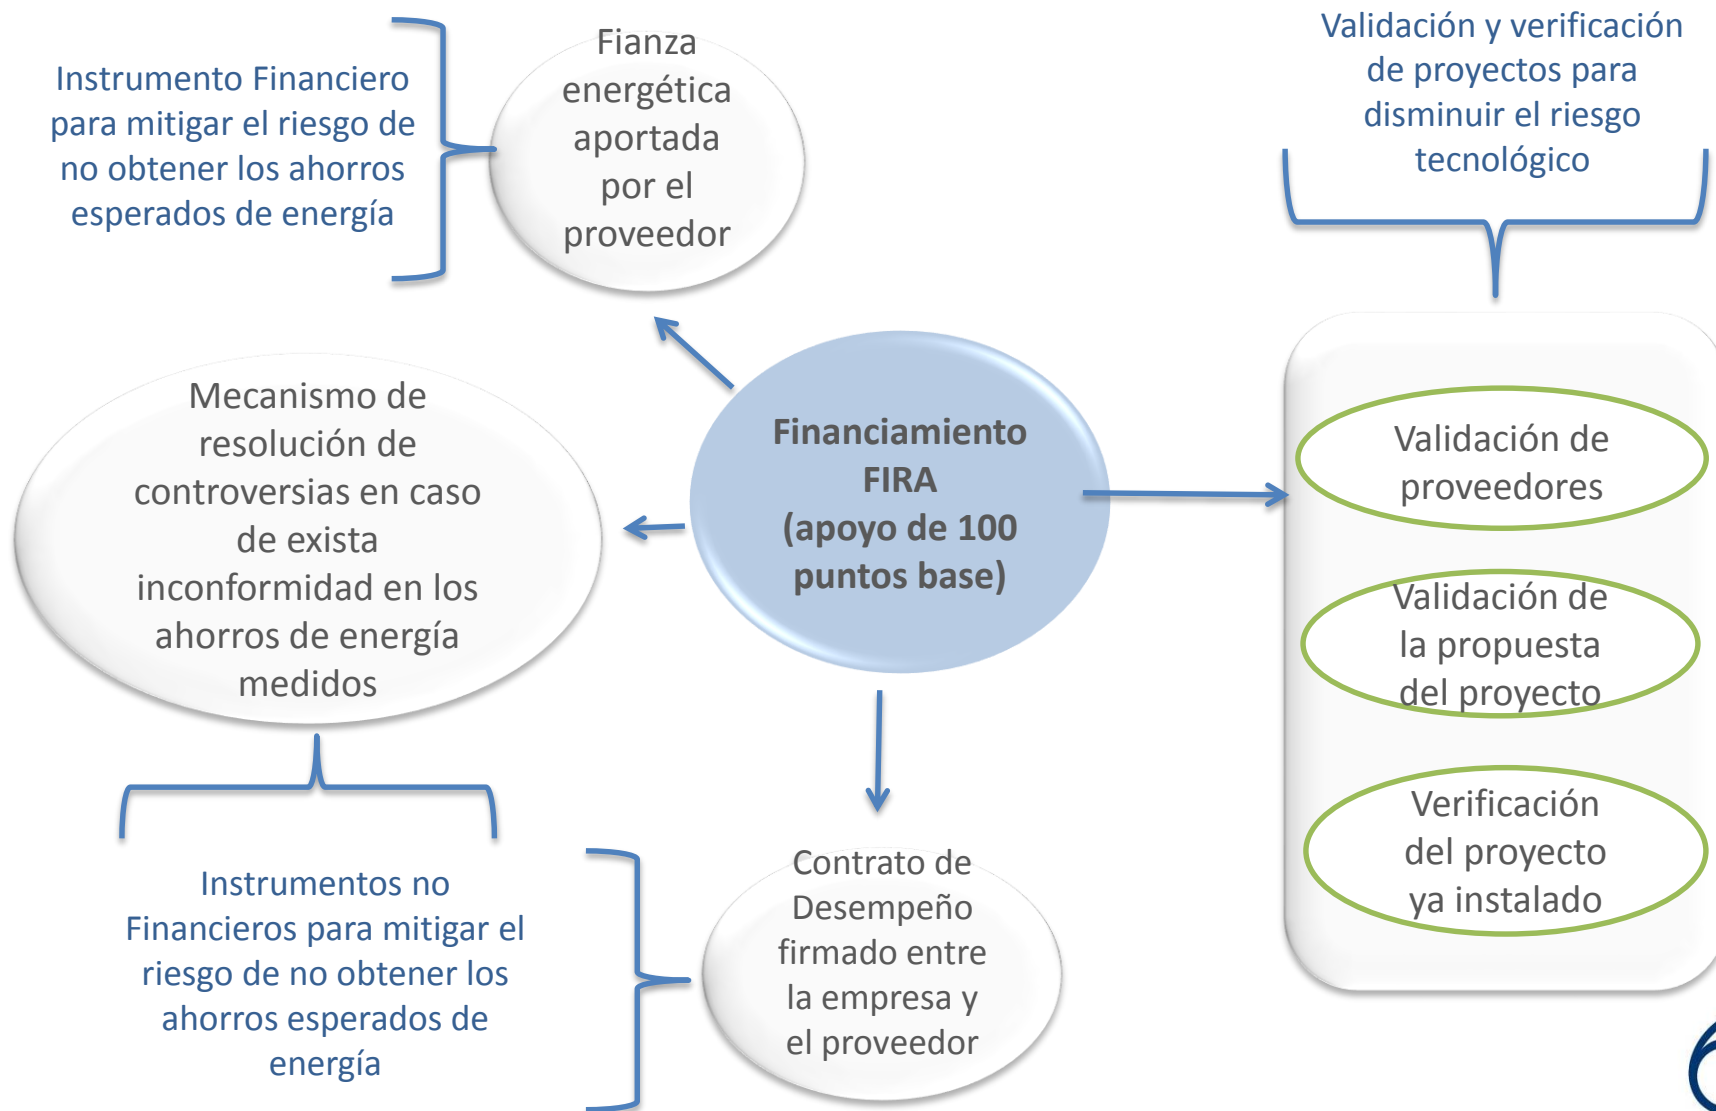 Instrumento Financiero
para mitigar el riesgo de
no obtener los ahorros
esperados de energía
Fianza
energética
aportada
por el
proveedor
Validación y verificación
de proyectos para
disminuir el riesgo
tecnológico
Mecanismo de
resolución de
controversias en caso
de exista
inconformidad en los
ahorros de energía
medidos
Financiamiento
FIRA
(apoyo de 100
puntos base)
Validación de
proveedores
Validación de
la propuesta
del proyecto
Verificación
del proyecto
ya instalado
Instrumentos no
Financieros para mitigar el
riesgo de no obtener los
ahorros esperados de
energía
Contrato de
Desempeño
firmado entre
la empresa y
el proveedor